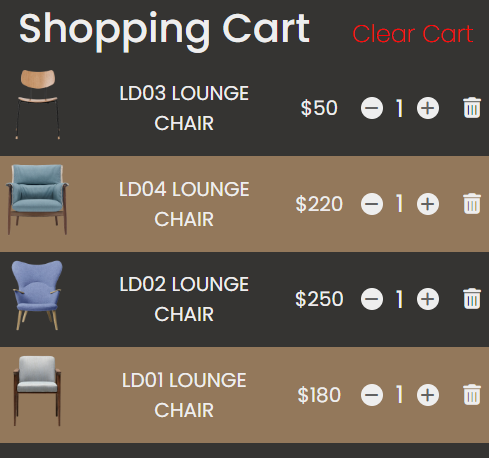 Shopping Cart Clear Cart
LD03 LOUNGE
CHAIR
$50 1
LD04 LOUNGE
CHAIR
$220 1
LD02 LOUNGE
CHAIR
$250 1
LD01 LOUNGE
CHAIR
$180 1